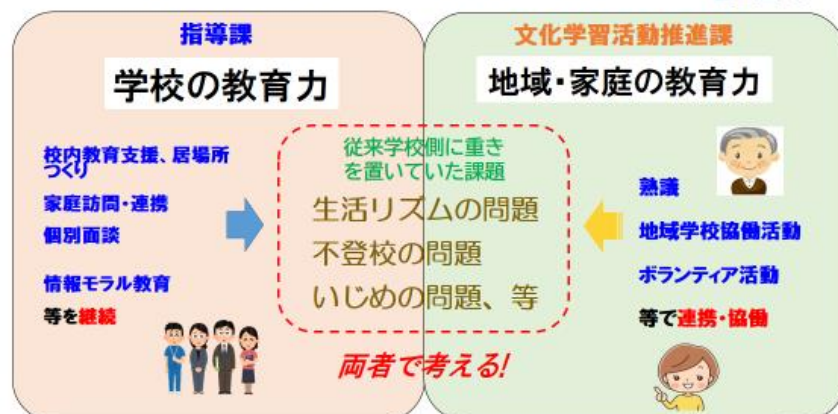 指導課
学校の教育力
校内教育支援、居場所
づくり
家庭訪問・連携
個別面談
情報モラル教育
等を継続
従来学校側に重き
を置いていた課題
生活リズムの問題
不登校の問題
いじめの問題、等
両者で考える!
文化学習活動推進課
地域・家庭の教育力
熟議
地域学校協働活動
ボランティア活動
等で連携・協働